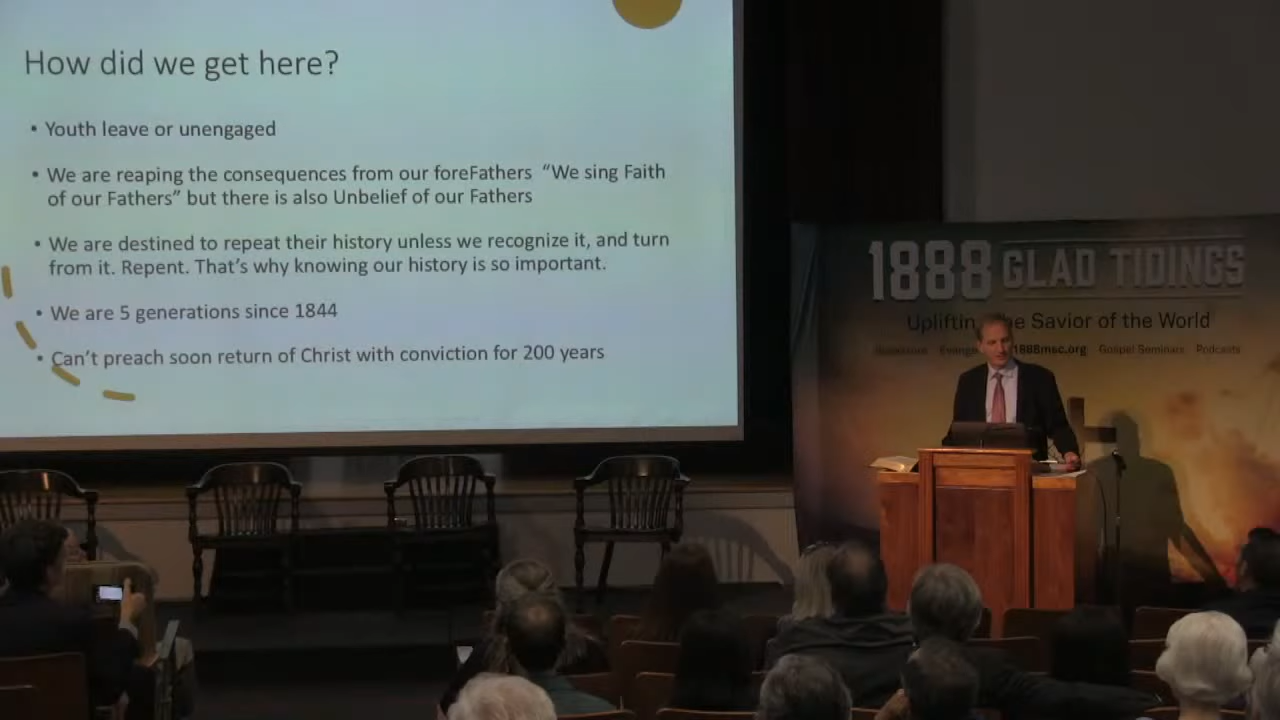 How did we get here?
• Youth leave or unengaged
• We are reaping the consequences from our foreFathers “We sing Faith
of our Fathers” but there is also Unbelief of our Fathers
• We are destined to repeat their history unless we recognize it, and turn
from it. Repent. That’s why knowing our history is so important.
• We are 5 generations since 1844
• Can’t preach soon return of Christ with conviction for 200 years
1888 GLAD TIDINGS
Uplifting the Savior of the World
1888msc.org Gospel Seminars Podcasts